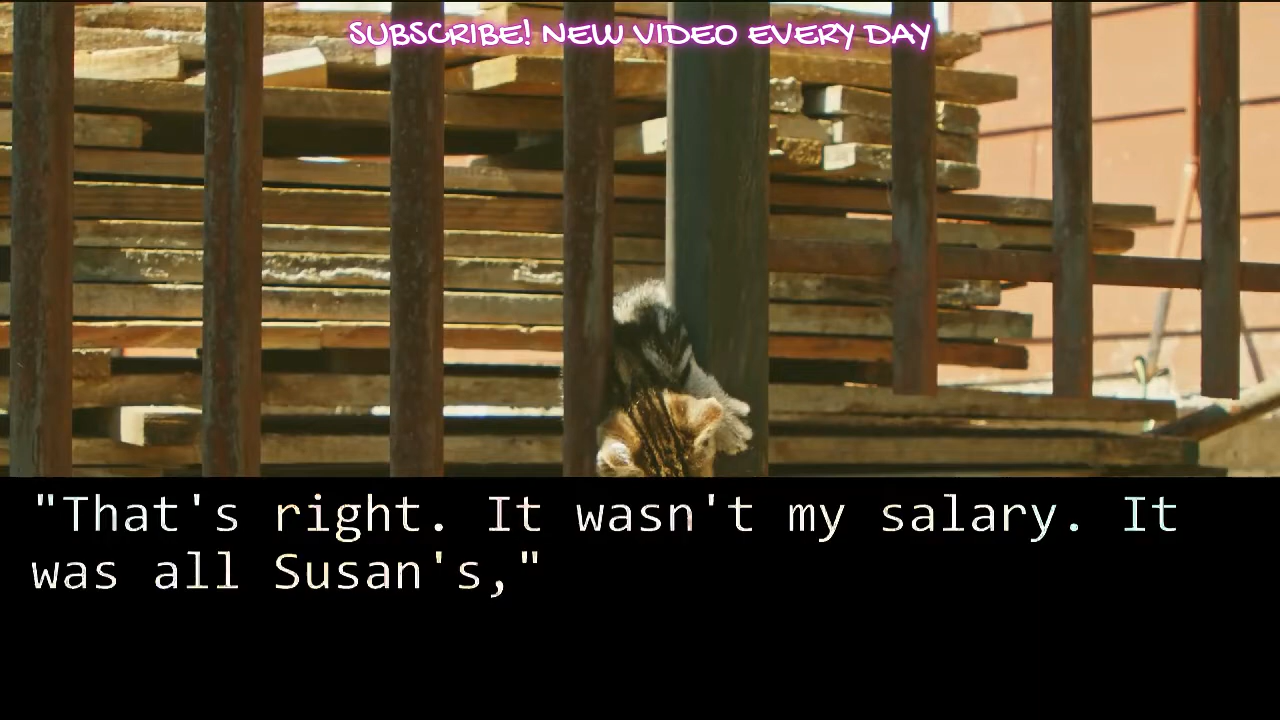 SUBSCRIBE! NEW VIDEO EVERY DAY
"That's right. It wasn't my salary. It
was all Susan's,"